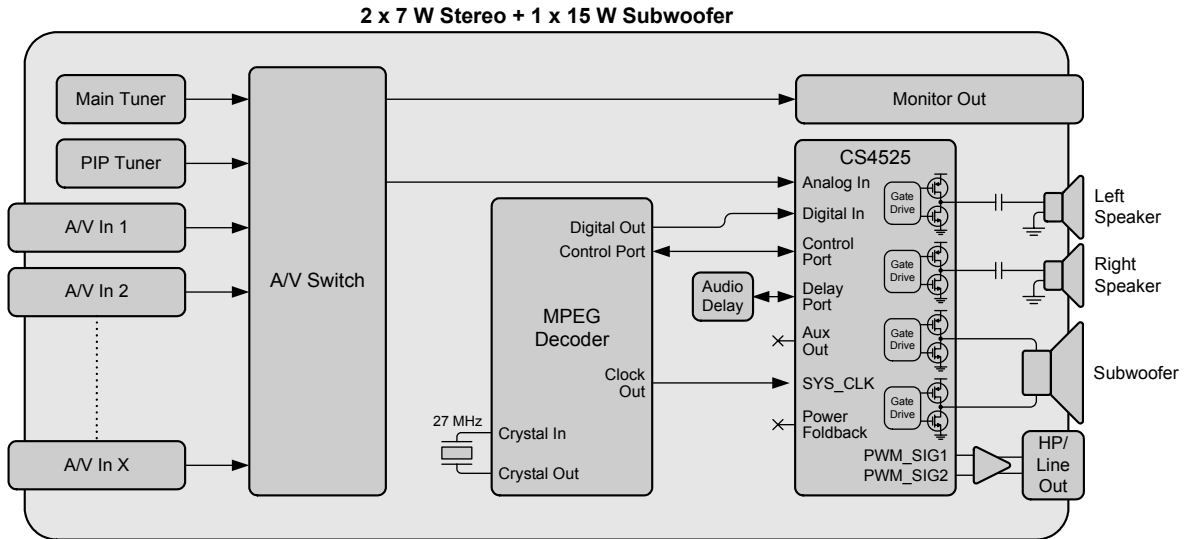 2 x 7 W Stereo + 1 x 15 W Subwoofer
Main Tuner
PIP Tuner
A/V In 1
A/V In 2
A/V In X
A/V Switch
MPEG
Decoder
Digital Out
Control Port
Clock
Out
27 MHz
Crystal In
Crystal Out
Audio
Delay
Monitor Out
CS4525
Analog In
Digital In
Control
Port
Delay
Port
Aux
Out
SYS_CLK
Power
Foldback
PWM_SIG1
PWM_SIG2
Gate
Drive
Gate
Drive
Gate
Drive
Gate
Drive
Left
Speaker
Right
Speaker
Subwoofer
HP/
Line
Out